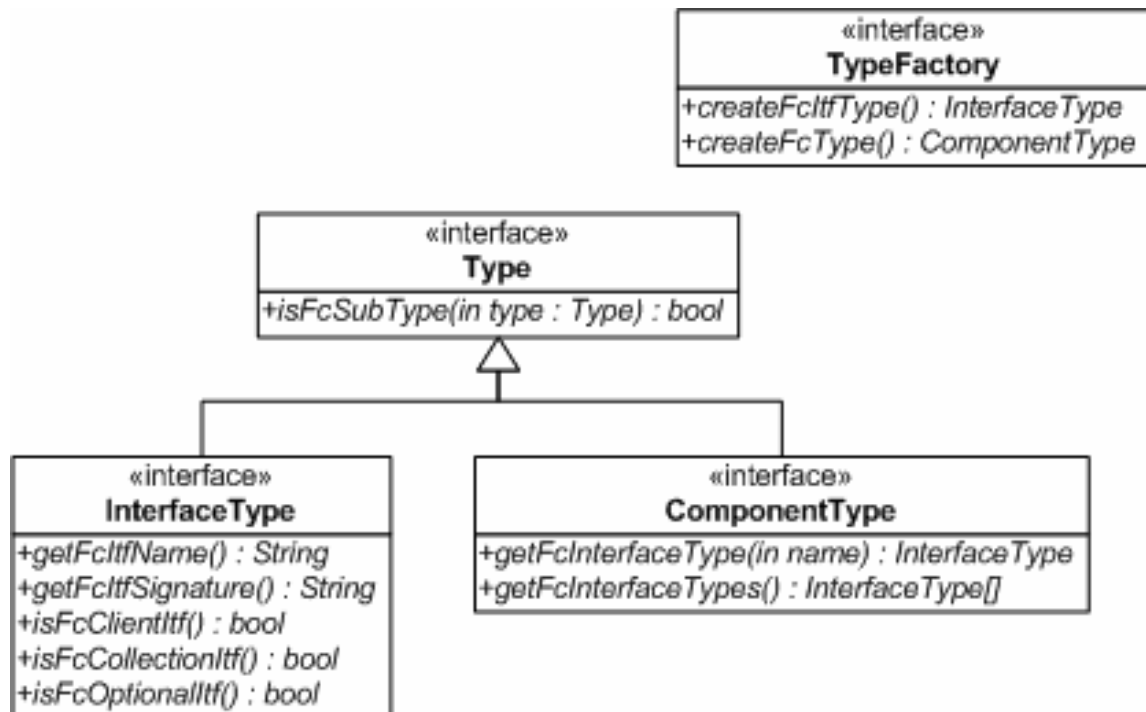 «interface»
TypeFactory
+createFcItfType() : InterfaceType
+createFcType() : ComponentType
«interface»
Type
+isFcSubType(in type : Type) : bool
«interface»
InterfaceType
+getFcItfName() : String
+getFcItfSignature() : String
+isFcClientItf() : bool
+isFcCollectionItf() : bool
+isFcOptionalItf() : bool
«interface»
ComponentType
+getFcInterfaceType(in name) : InterfaceType
+getFcInterfaceTypes() : InterfaceType[]